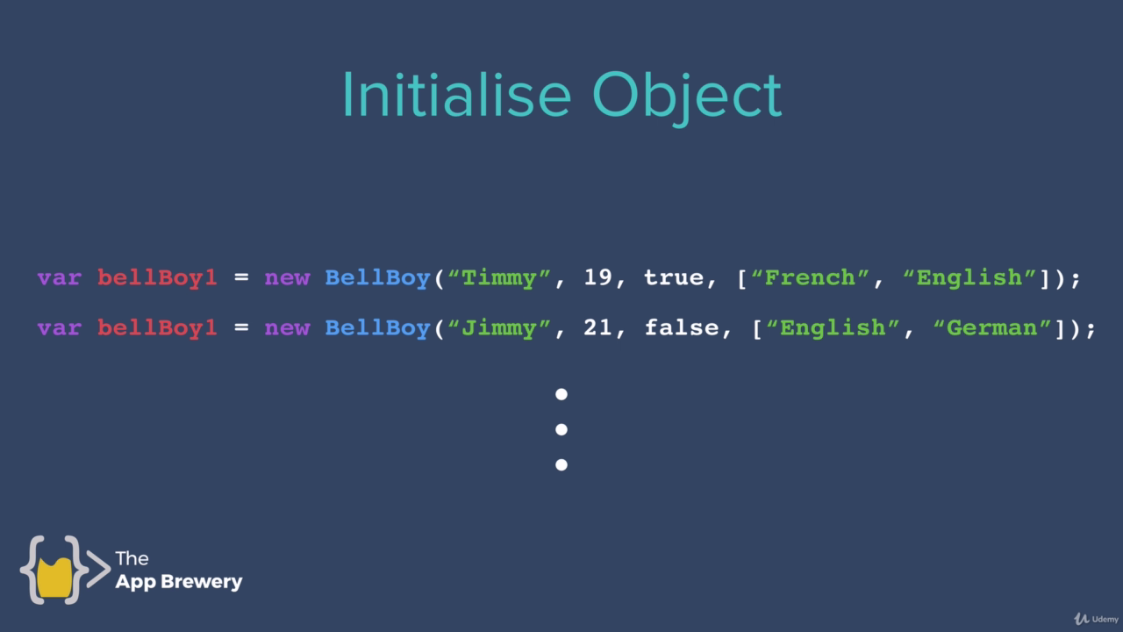 Initialise Object
var bellBoy1 = new BellBoy(“Timmy”, 19, true, [“French”, “English”]);
var bellBoy1 = new BellBoy(“Jimmy”, 21, false, [“English”, “German”]);
The
App Brewery
Udemy